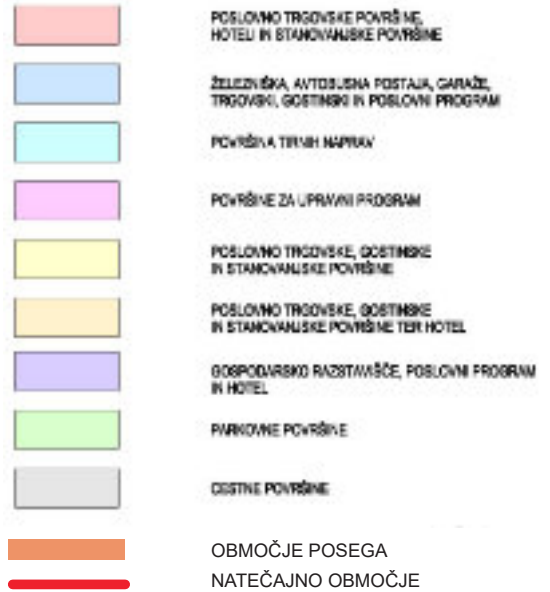 POSLOVNO TRGOVSKE POVRŠINE,
HOTELI IN STANOVANJSKE POVRŠINE
ŽELEZNIŠKA, AVTOBUSNA POSTAJA, GARAŽE,
TRGOVSKI, GOSTINSKI IN POSLOVNI PROGRAM
POVRŠINA TIRNIH NAPRAV
POVRŠINE ZA UPRAVNI PROGRAM
POSLOVNO TRGOVSKE, GOSTINSKE
IN STANOVANJSKE POVRŠINE
POSLOVNO TRGOVSKE, GOSTINSKE
IN STANOVANJSKE POVRŠINE TER HOTEL
GOSPODARSKO RAZSTAVIŠČE, POSLOVNI PROGRAM
IN HOTEL
PARKOVNE POVRŠINE
CESTNE POVRŠINE
OBMOČJE POSEGA
NATEČAJNO OBMOČJE